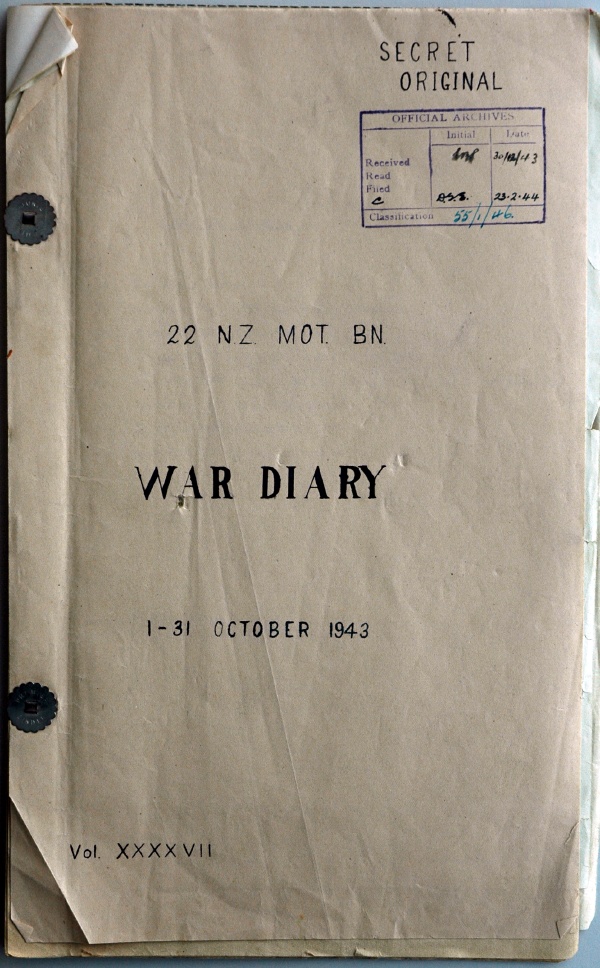 SECRET
ORIGINAL
OFFICIAL ARCHIVES
Initial Date
Received 30/12/43
Read
Filed
C 23·2·44
Classification 55/1/46.
22 N.Z. MOT. BN.
WAR DIARY
1-31 OCTOBER 1943
Vol. XXXXVII